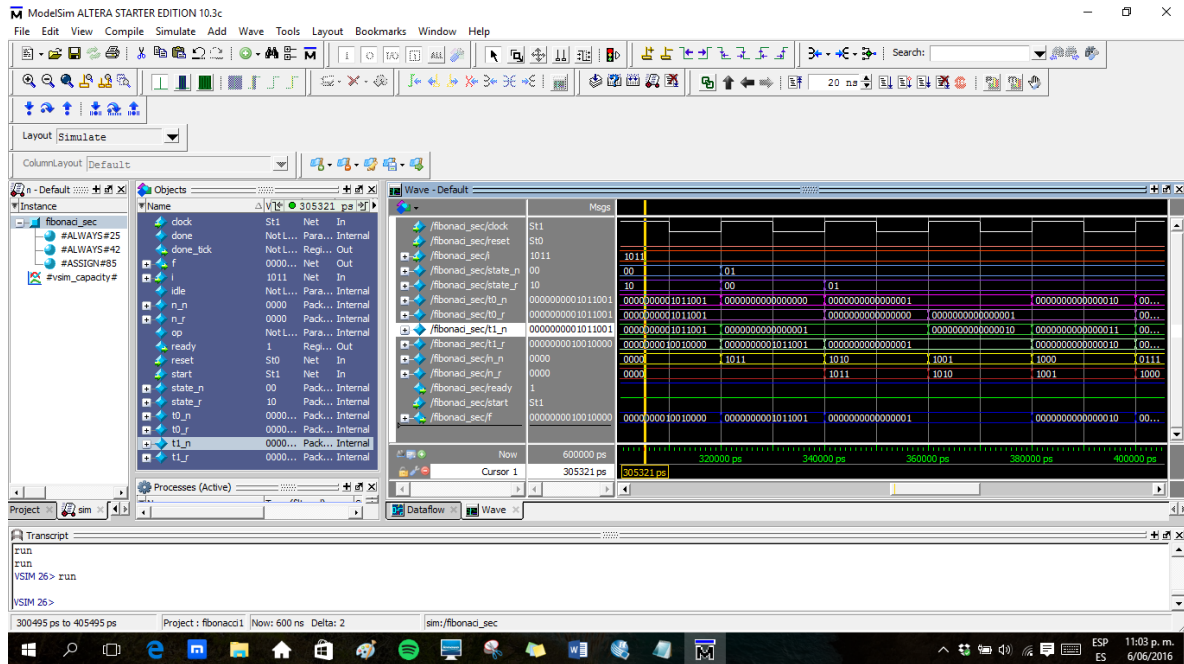 ModelSim ALTERA STARTER EDITION 10.3c
File Edit View Compile Simulate Add Wave Tools Layout Bookmarks Window Help
Search:
20 ns
Layout Simulate
ColumnLayout Default
n - Default
Instance
fibonaci_sec
#ALWAYS#25
#ALWAYS#42
#ASSIGN#85
#vsim_capacity#
Project
sim
Objects
Name
305321 ps
clock St1 Net In
done Not L... Para... Internal
done_tick Not L... Regi... Out
f 0000... Net Out
i 1011 Net In
idle Not L... Para... Internal
n_n 0000 Pack... Internal
n_r 0000 Pack... Internal
op Not L... Para... Internal
ready 1 Regi... Out
reset St0 Net In
start St1 Net In
state_n 00 Pack... Internal
state_r 10 Pack... Internal
t0_n 0000... Pack... Internal
t0_r 0000... Pack... Internal
t1_n 0000... Pack... Internal
t1_r 0000... Pack... Internal
Processes (Active)
Wave - Default
Msgs
/fibonaci_sec/clock St1
/fibonaci_sec/reset St0
/fibonaci_sec/i 1011 1011
/fibonaci_sec/state_n 00 00 01
/fibonaci_sec/state_r 10 10 00 01
/fibonaci_sec/t0_n 0000000001011001 0000000001011001 0000000000000000 0000000000000001 0000000000000010 00...
/fibonaci_sec/t0_r 0000000001011001 0000000001011001 0000000000000000 0000000000000001 00...
/fibonaci_sec/t1_n 0000000001011001 0000000001011001 0000000000000001 0000000000000010 0000000000000011 00...
/fibonaci_sec/t1_r 0000000010010000 0000000010010000 0000000001011001 0000000000000001 0000000000000010 00...
/fibonaci_sec/n_n 0000 0000 1011 1010 1001 1000 0111
/fibonaci_sec/n_r 0000 0000 1011 1010 1001 1000
/fibonaci_sec/ready 1
/fibonaci_sec/start St1
/fibonaci_sec/f 0000000010010000 0000000010010000 0000000001011001 0000000000000001 0000000000000010 00...
Now 600000 ps 320000 ps 340000 ps 360000 ps 380000 ps 400000 ps
Cursor 1 305321 ps 305321 ps
Dataflow
Wave
Transcript
run
run
VSIM 26> run
VSIM 26>
300495 ps to 405495 ps Project : fibonacci1 Now: 600 ns Delta: 2 sim:/fibonaci_sec
ESP
ES
11:03 p. m.
6/06/2016